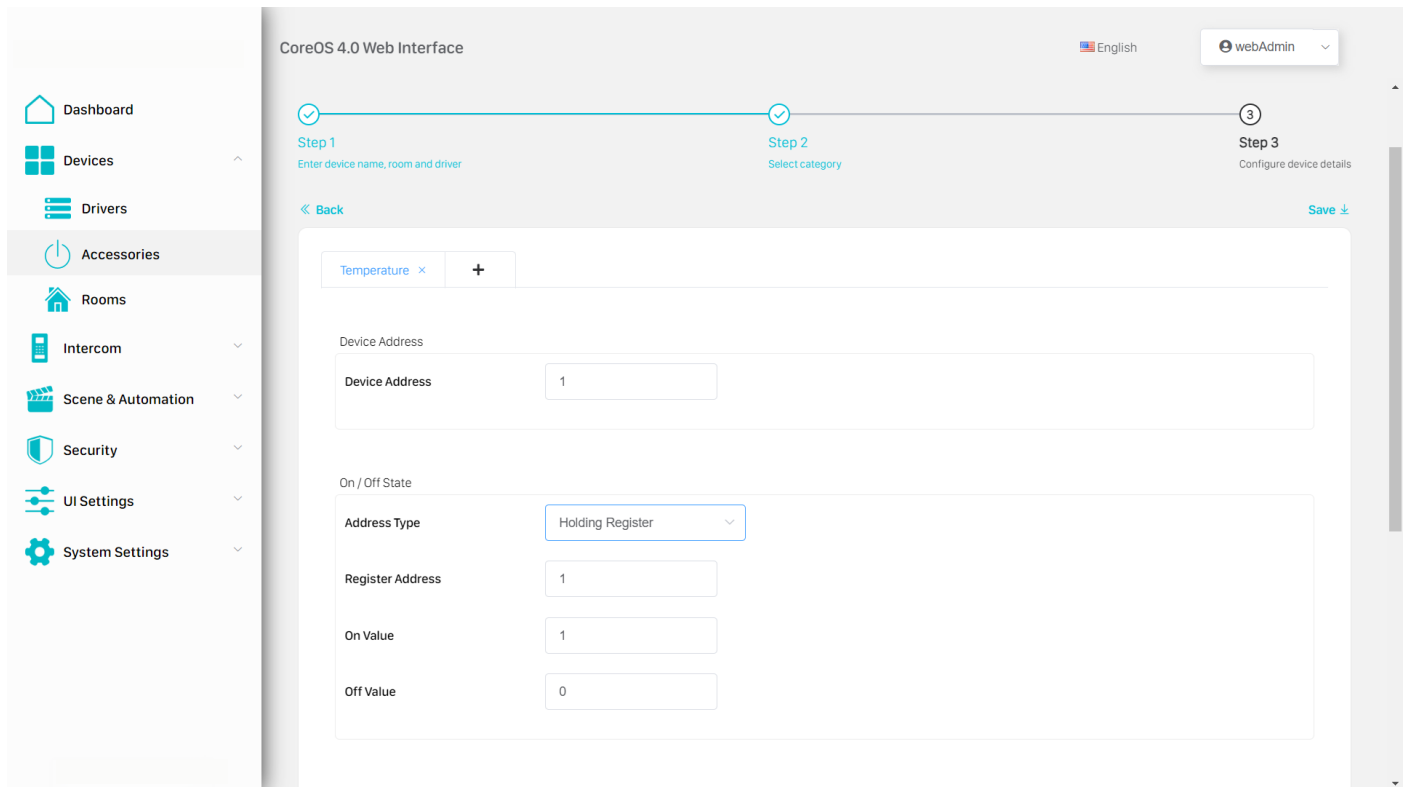 CoreOS 4.0 Web Interface
English
webAdmin
Dashboard
Devices
Drivers
Accessories
Rooms
Intercom
Scene & Automation
Security
UI Settings
System Settings
Step 1
Enter device name, room and driver
Step 2
Select category
3
Step 3
Configure device details
Back
Save
Temperature ×
+
Device Address
Device Address 1
On / Off State
Address Type Holding Register
Register Address 1
On Value 1
Off Value 0